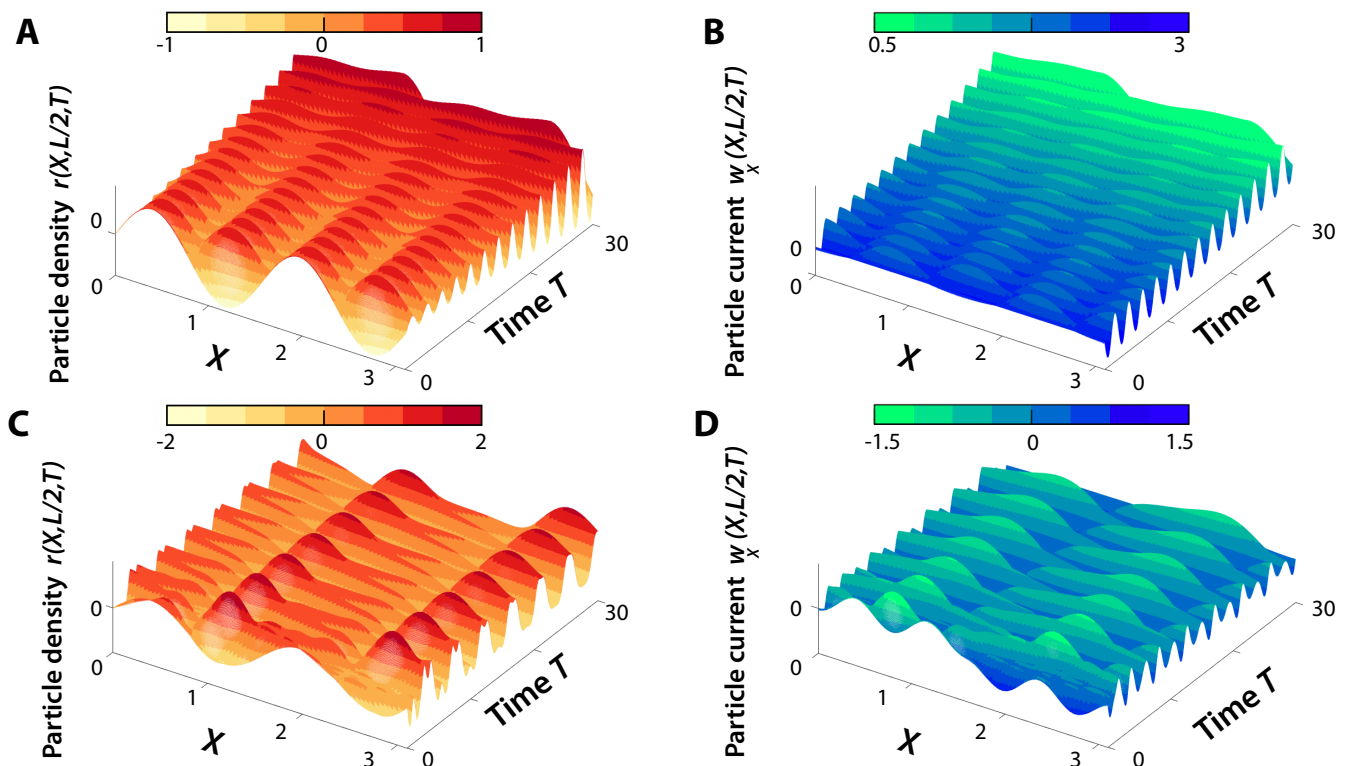 A
-1 0 1
Particle density r(X,L/2,T)
0
0
1
2
3
X
0
Time T
30
B
0.5 3
Particle current wX(X,L/2,T)
0
0
1
2
3
X
0
Time T
30
C
-2 0 2
Particle density r(X,L/2,T)
0
0
1
2
3
X
0
Time T
30
D
-1.5 0 1.5
Particle current wX(X,L/2,T)
0
0
1
2
3
X
0
Time T
30